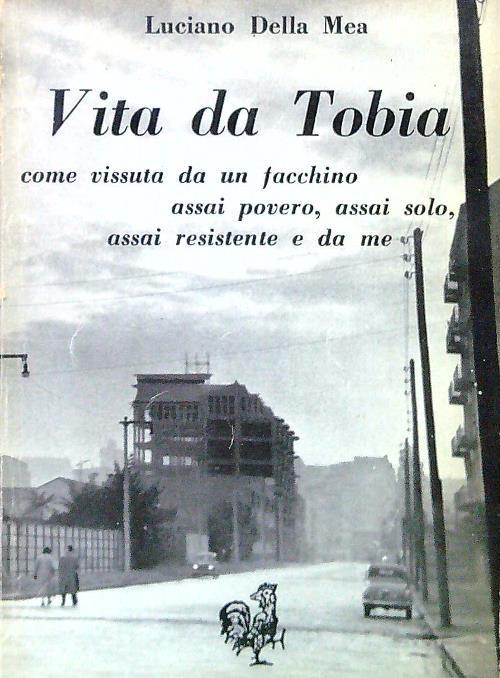 Luciano Della Mea
Vita da Tobia
come vissuta da un facchino
assai povero, assai solo,
assai resistente e da me